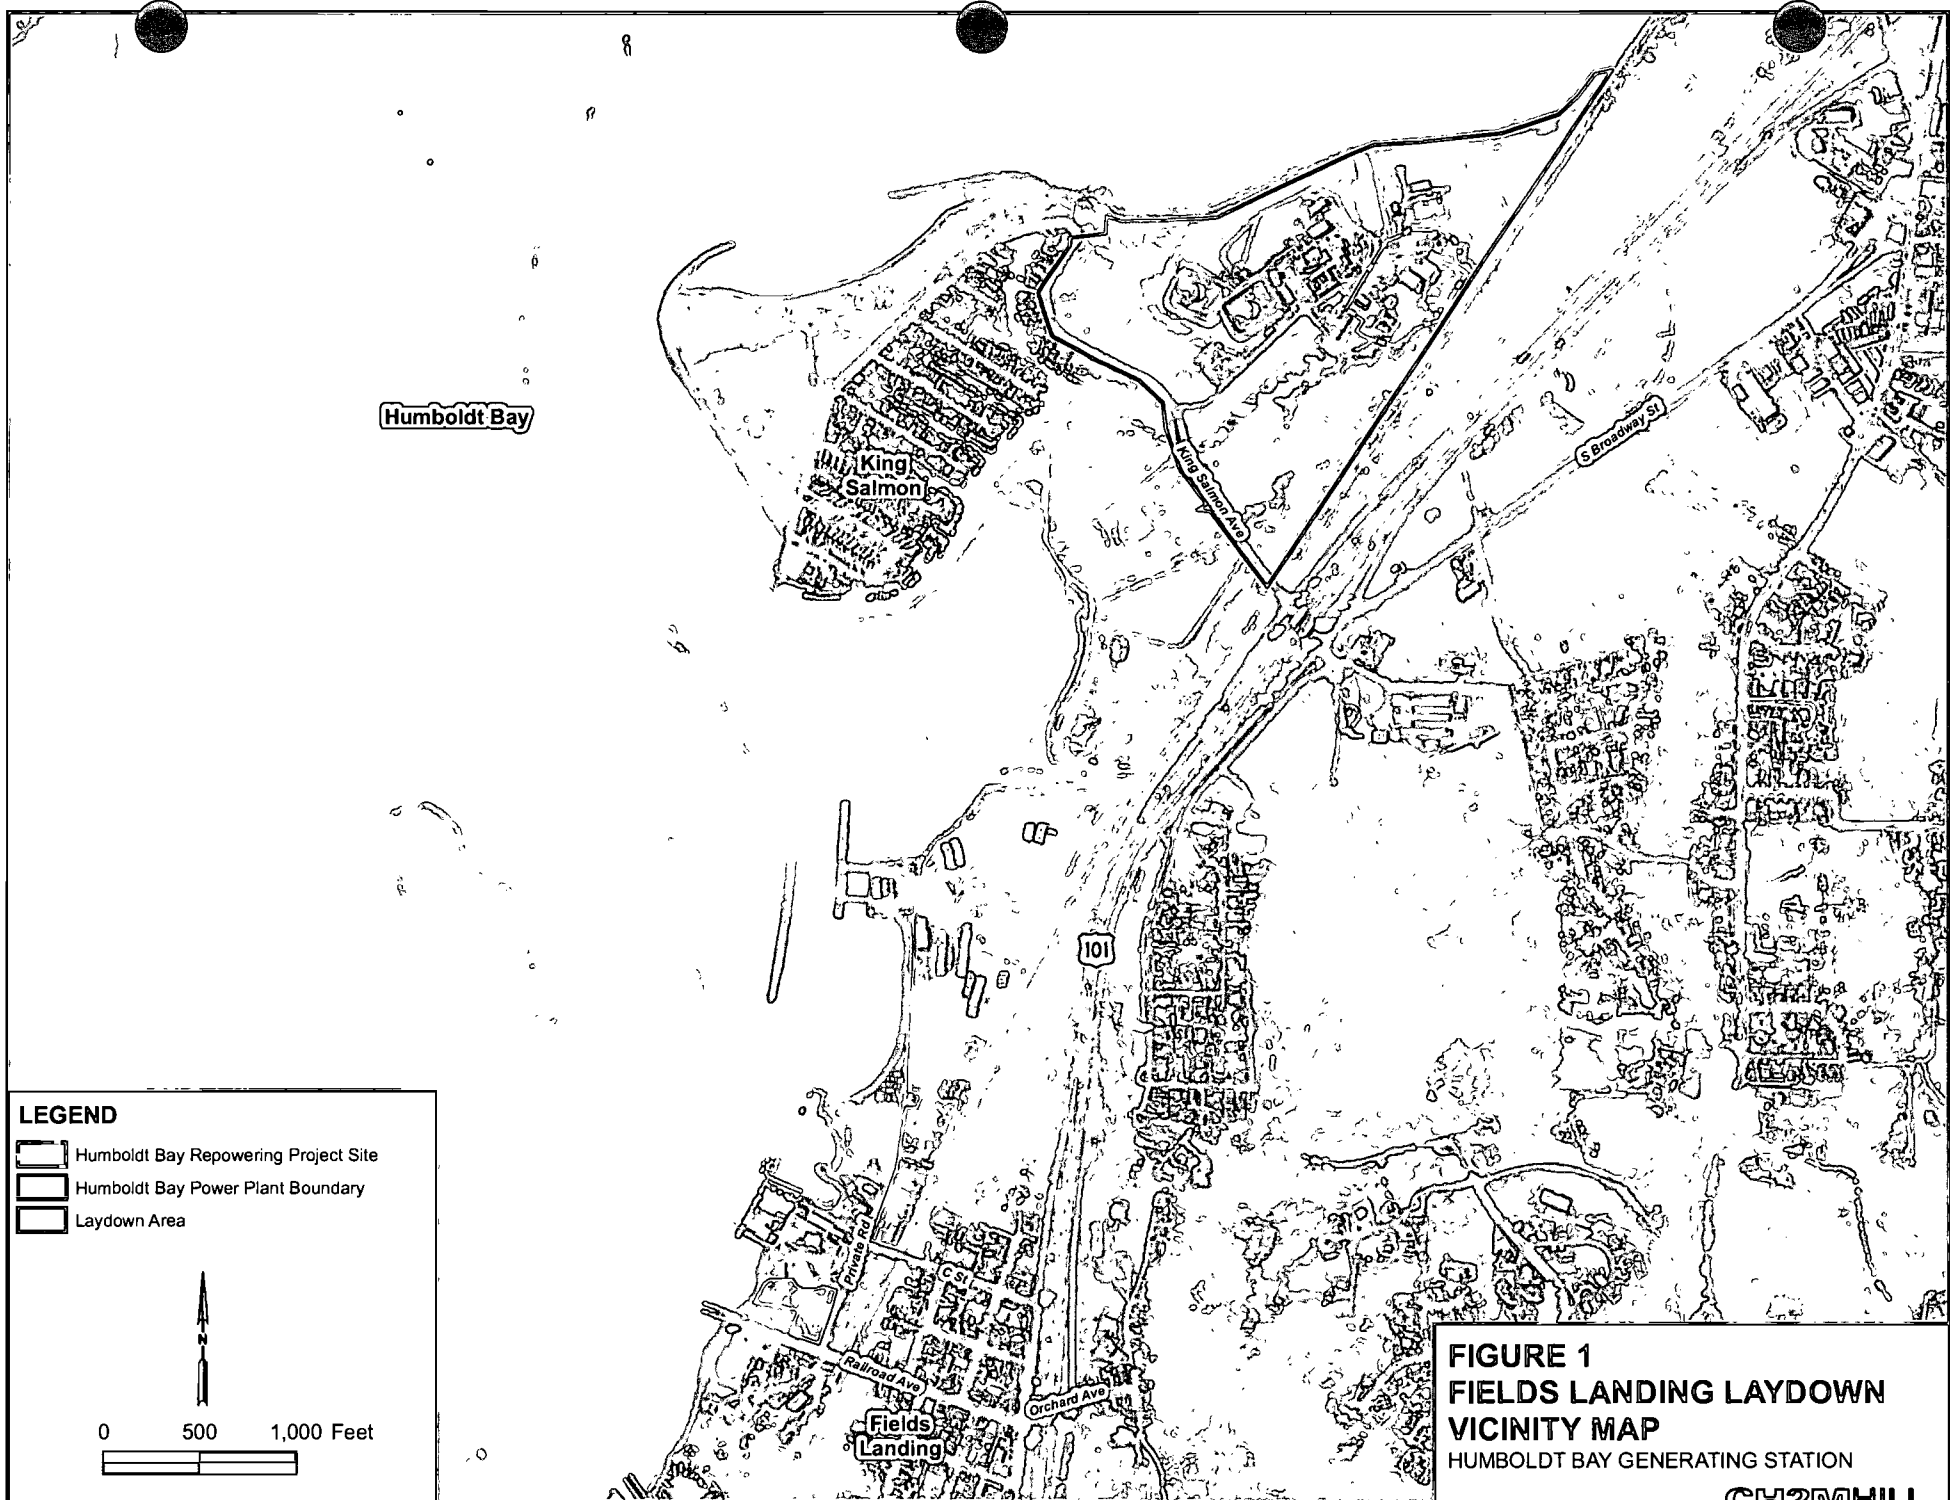 Humboldt Bay
King
Salmon
King Salmon Ave
S Broadway St
101
LEGEND
Humboldt Bay Repowering Project Site
Humboldt Bay Power Plant Boundary
Laydown Area
N
0 500 1,000 Feet
Private Rd
C St
Railroad Ave
Orchard Ave
Fields
Landing
FIGURE 1
FIELDS LANDING LAYDOWN
VICINITY MAP
HUMBOLDT BAY GENERATING STATION
CH2MHILL